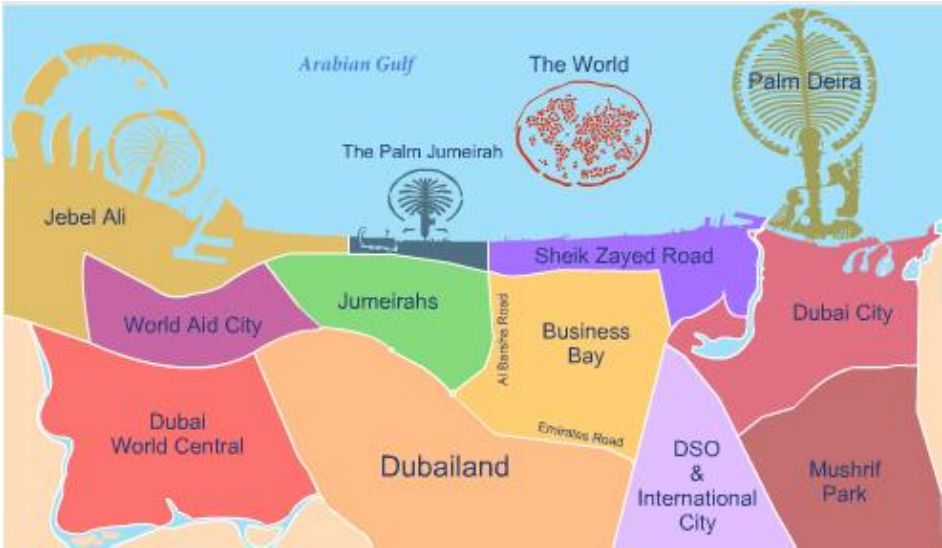 Arabian Gulf
The World
Palm Deira
The Palm Jumeirah
Jebel Ali
Sheik Zayed Road
World Aid City
Jumeirahs
Al Barsha Road
Business
Bay
Dubai City
Dubai
World Central
Dubailand
Emirates Road
DSO
&
International
City
Mushrif
Park